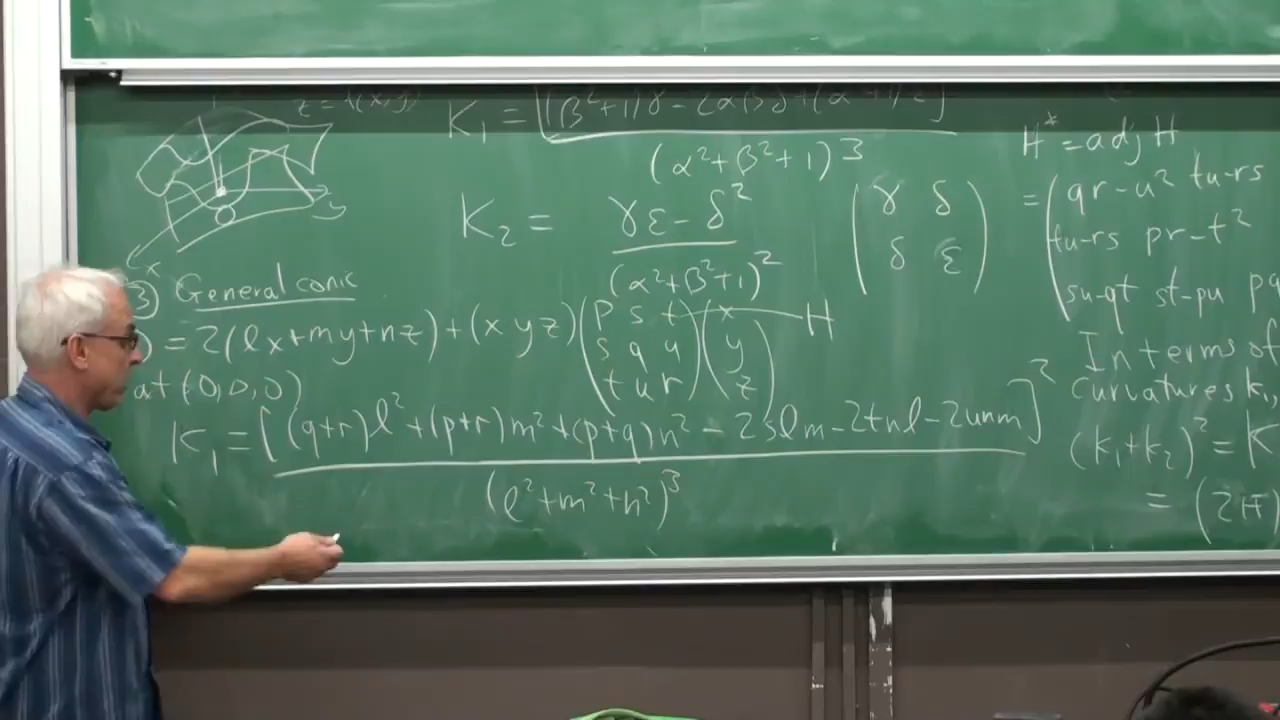 z = f(x,y)
K₁ = [(β²+1)γ - 2αβδ + (α²+1)ε]²
(α²+β²+1)³
K₂ = γε - δ²
(α²+β²+1)²
(γ δ
δ ε)
y
x
③ General conic
0 = 2(lx+my+nz) + (x y z)(p s t
s q u
t u r)(x
y
z) H
at (0,0,0)
K₁ = [(q+r)l² + (p+r)m² + (p+q)n² - 2slm - 2tnl - 2unm]²
(l²+m²+n²)³
H* = adj H
= (qr-u² tu-rs
tu-rs pr-t²
su-qt st-pu pq
In terms of
curvatures k₁,
(k₁+k₂)² = K
= (2H)